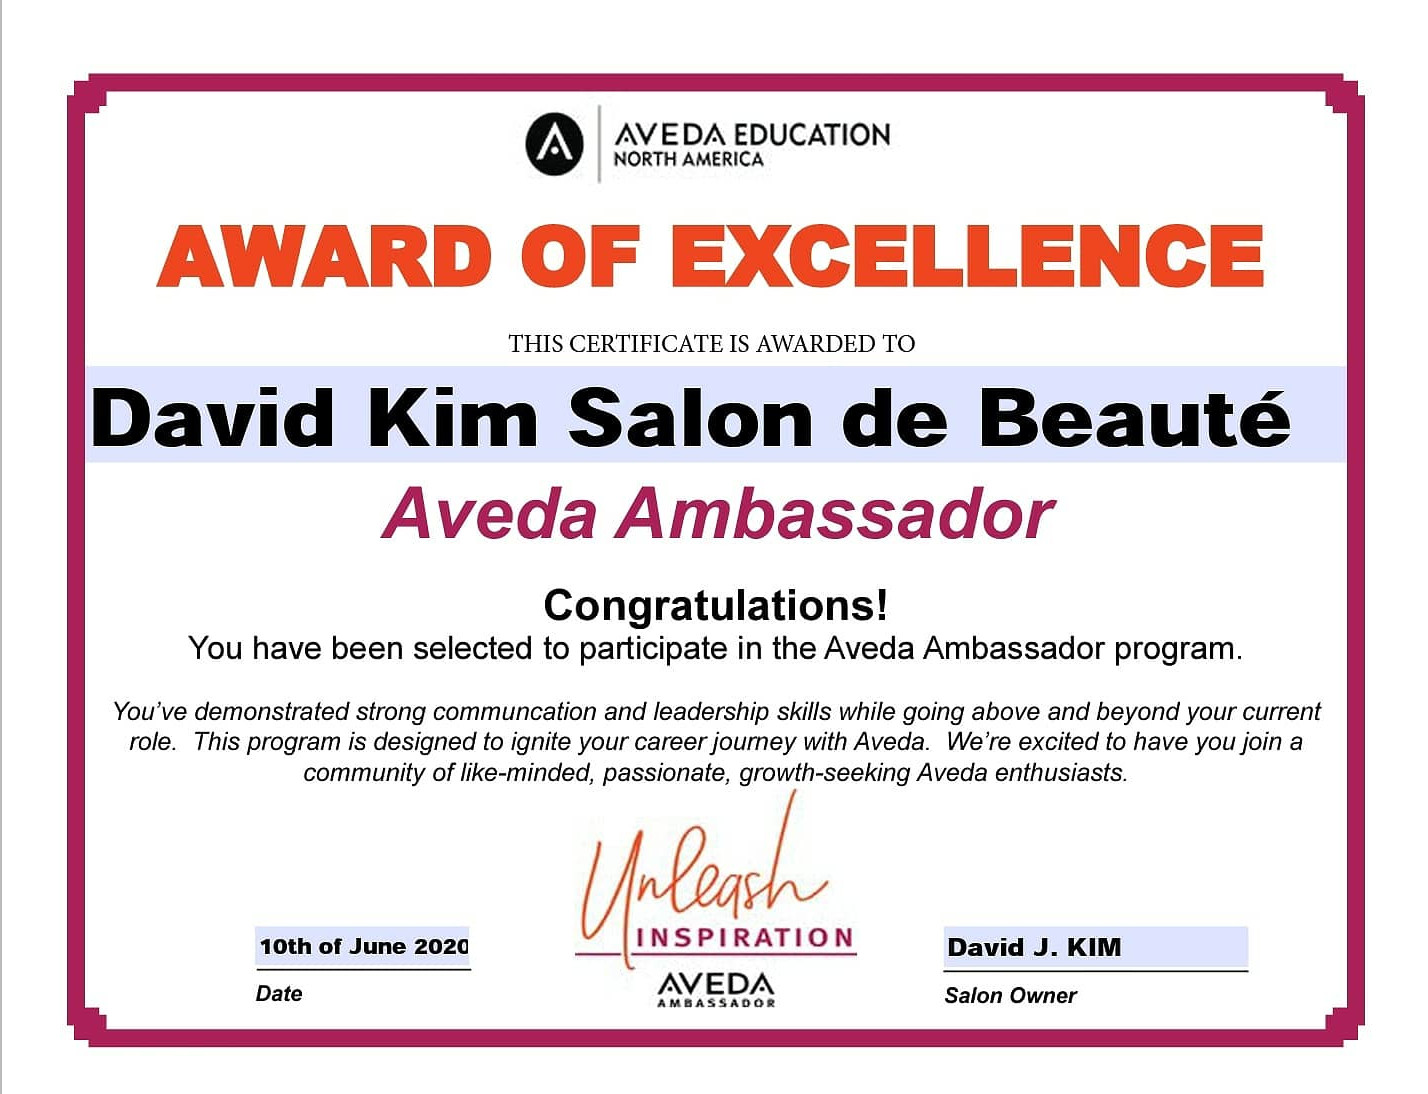 AVEDA EDUCATION
NORTH AMERICA
AWARD OF EXCELLENCE
THIS CERTIFICATE IS AWARDED TO
David Kim Salon de Beauté
Aveda Ambassador
Congratulations!
You have been selected to participate in the Aveda Ambassador program.
You've demonstrated strong communcation and leadership skills while going above and beyond your current
role.  This program is designed to ignite your career journey with Aveda.  We're excited to have you join a
community of like-minded, passionate, growth-seeking Aveda enthusiasts.
Unleash
INSPIRATION
AVEDA
AMBASSADOR
10th of June 2020
Date
David J. KIM
Salon Owner